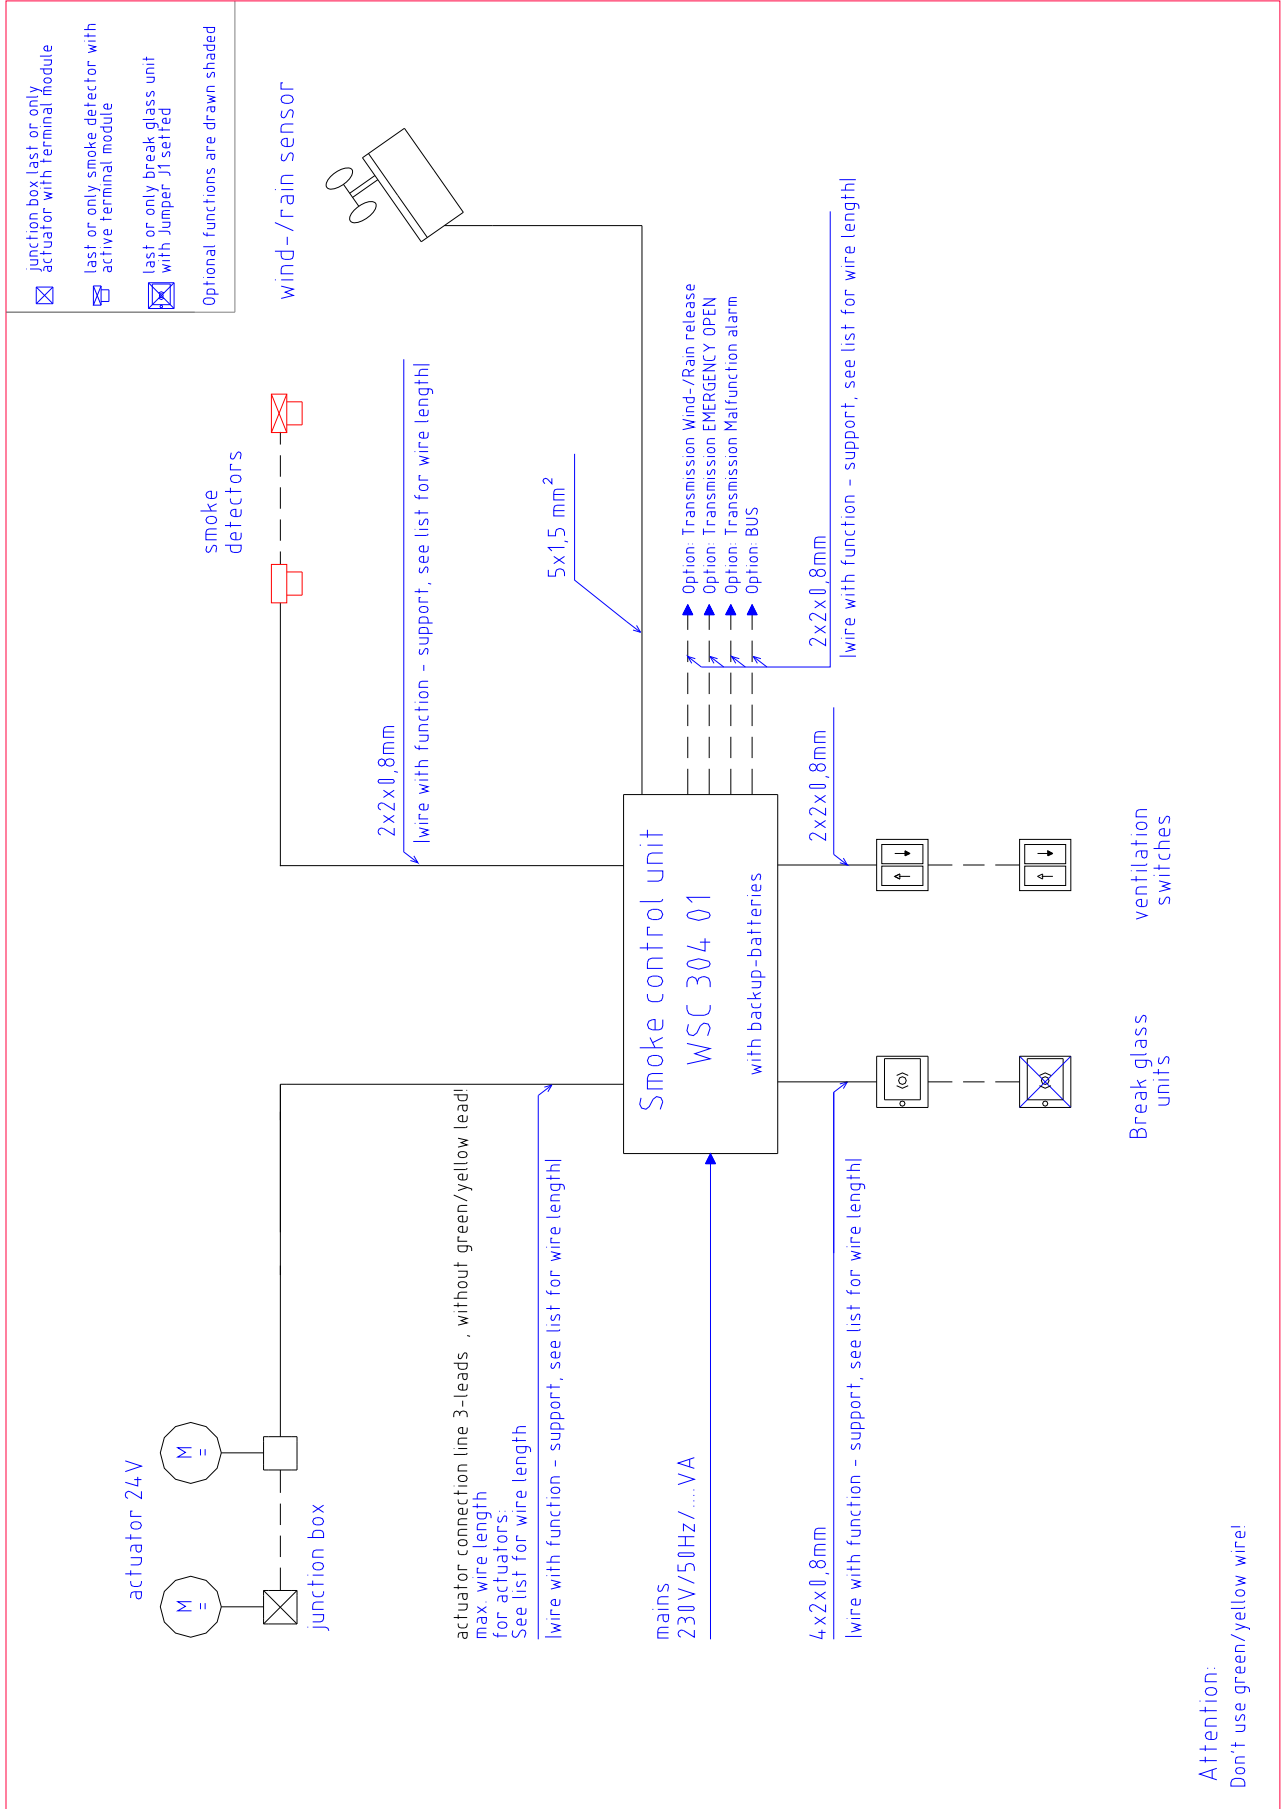 actuator 24V
M
=
M
=
junction box
smoke
detectors
wind-/rain sensor
junction box last or only
actuator with terminal module
last or only smoke detector with
active terminal module
last or only break glass unit
with Jumper J1 setted
Optional functions are drawn shaded
actuator connection line 3-leads , without green/yellow lead!
max. wire length
for actuators:
See list for wire length
|wire with function - support, see list for wire length|
2x2x0,8mm
|wire with function - support, see list for wire length|
5x1,5 mm²
mains
230V/50Hz/....VA
Smoke control unit
WSC 304 01
with backup-batteries
Option: Transmission Wind-/Rain release
Option: Transmission EMERGENCY OPEN
Option: Transmission Malfunction alarm
Option: BUS
4x2x0,8mm
|wire with function - support, see list for wire length|
2x2x0,8mm
2x2x0,8mm
|wire with function - support, see list for wire length|
Break glass
units
ventilation
switches
Attention:
Don't use green/yellow wire!